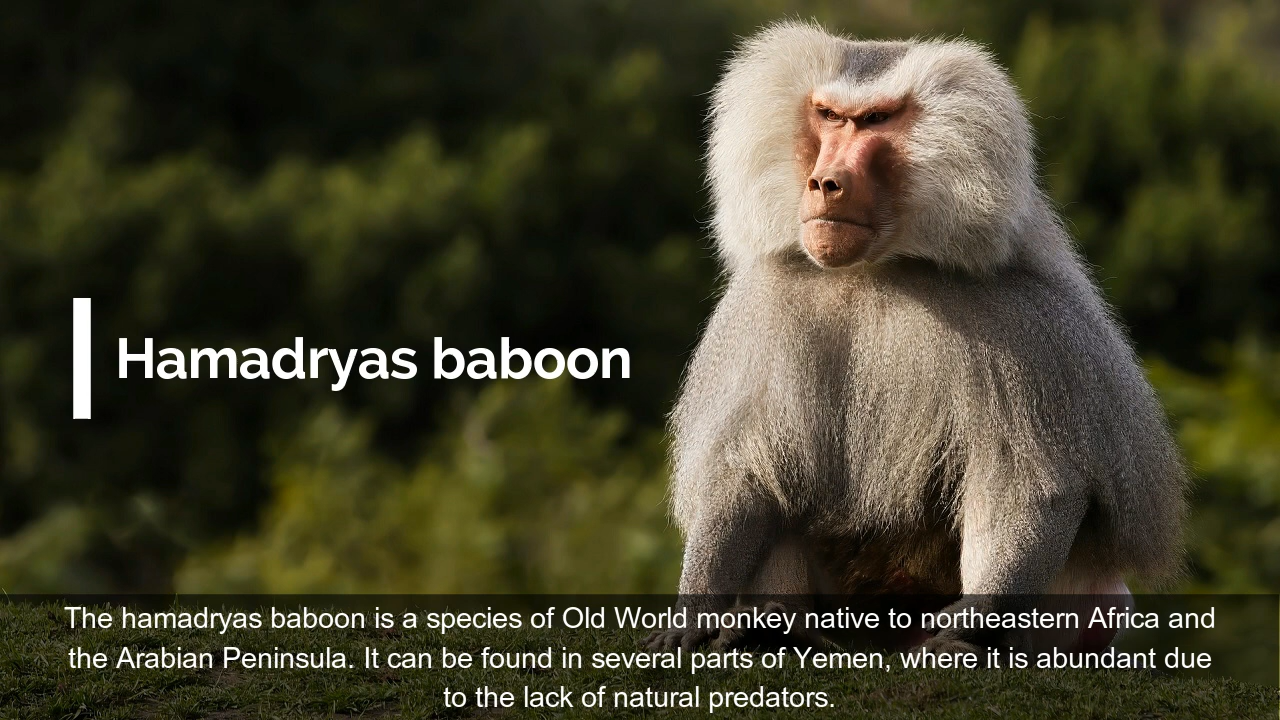 Hamadryas baboon
The hamadryas baboon is a species of Old World monkey native to northeastern Africa and
the Arabian Peninsula. It can be found in several parts of Yemen, where it is abundant due
to the lack of natural predators.